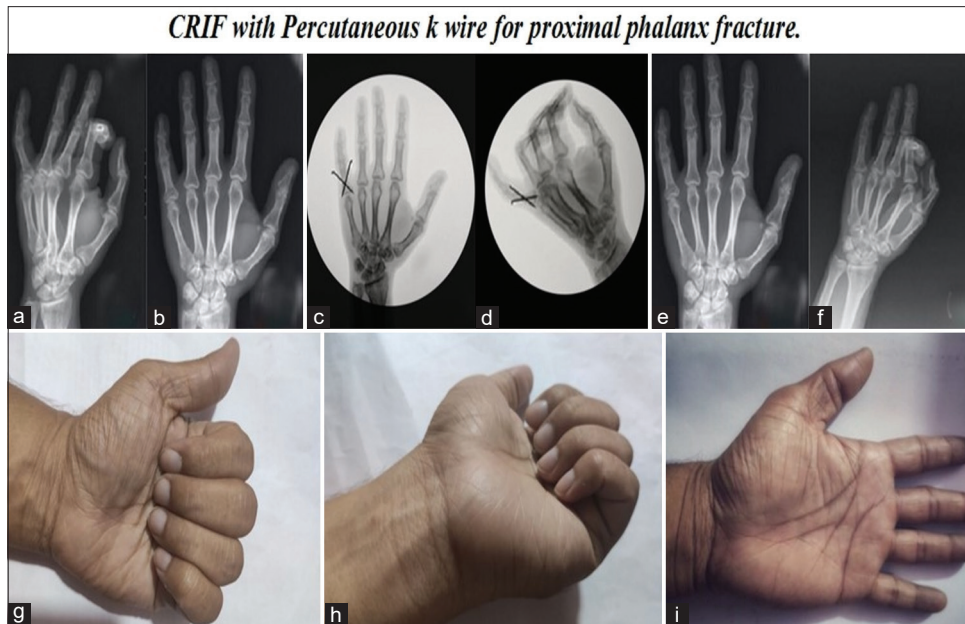 CRIF with Percutaneous k wire for proximal phalanx fracture.
a
b
c
d
e
f
g
h
i